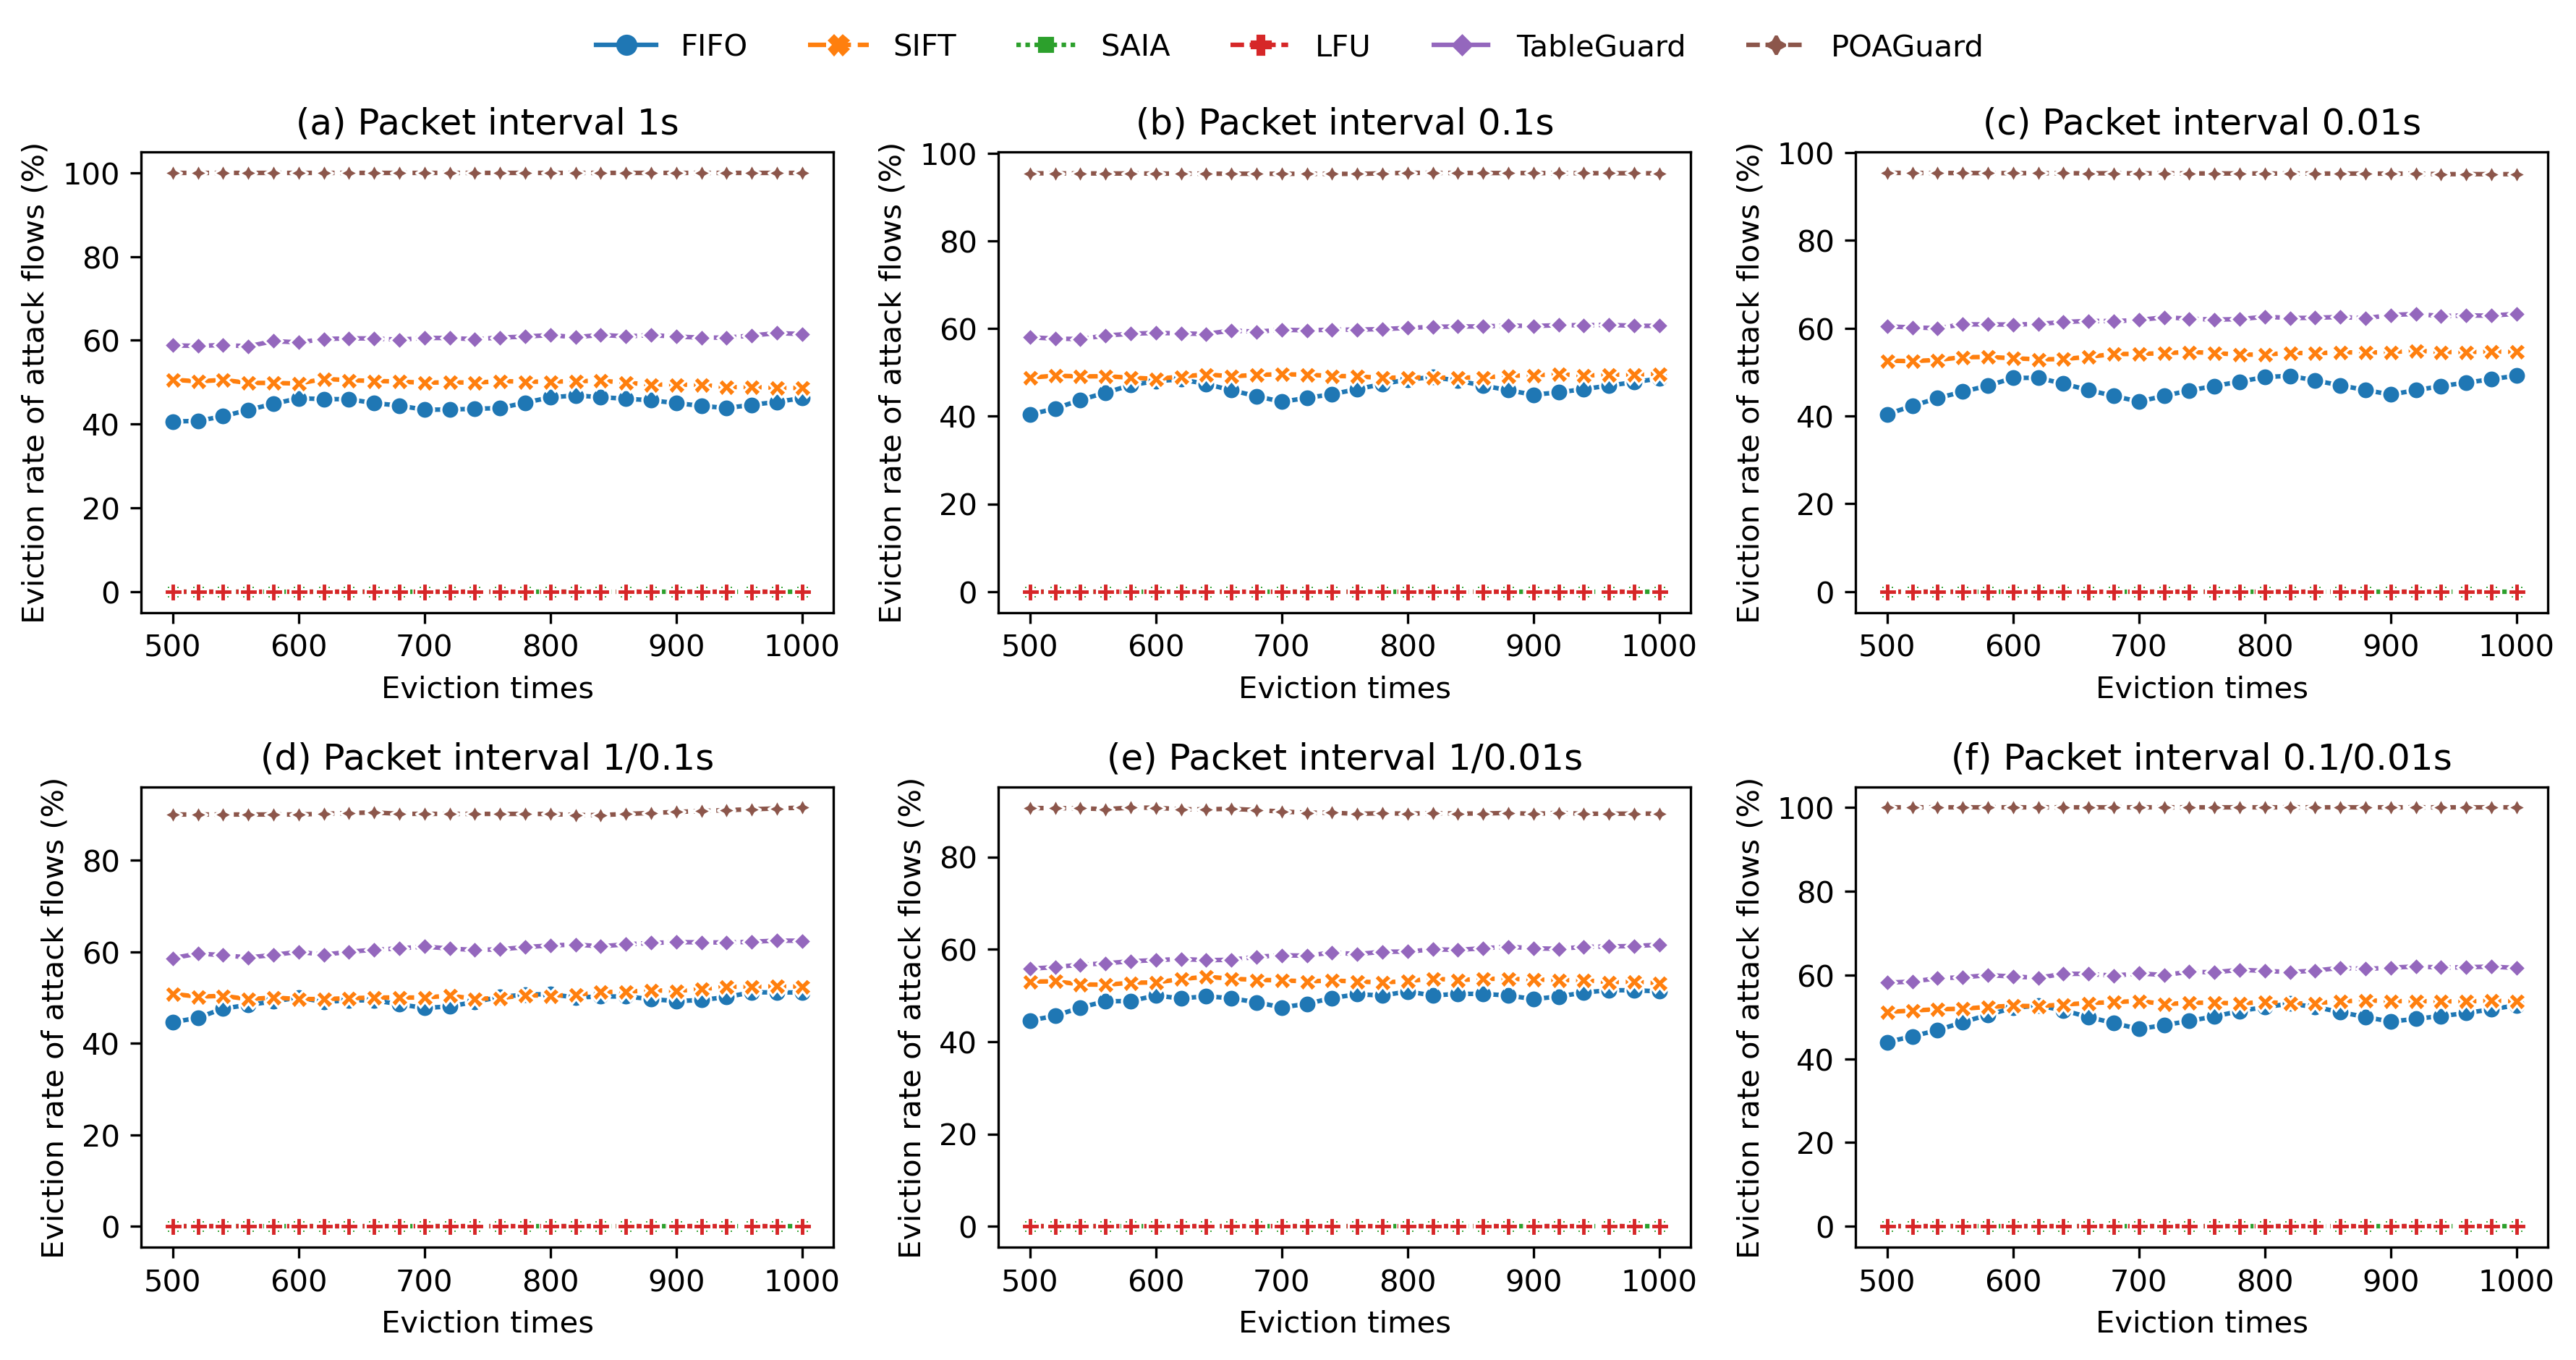 FIFO SIFT SAIA LFU TableGuard POAGuard
(a) Packet interval 1s
Eviction rate of attack flows (%)
100
80
60
40
20
0
500 600 700 800 900 1000
Eviction times
(b) Packet interval 0.1s
Eviction rate of attack flows (%)
100
80
60
40
20
0
500 600 700 800 900 1000
Eviction times
(c) Packet interval 0.01s
Eviction rate of attack flows (%)
100
80
60
40
20
0
500 600 700 800 900 1000
Eviction times
(d) Packet interval 1/0.1s
Eviction rate of attack flows (%)
80
60
40
20
0
500 600 700 800 900 1000
Eviction times
(e) Packet interval 1/0.01s
Eviction rate of attack flows (%)
80
60
40
20
0
500 600 700 800 900 1000
Eviction times
(f) Packet interval 0.1/0.01s
Eviction rate of attack flows (%)
100
80
60
40
20
0
500 600 700 800 900 1000
Eviction times